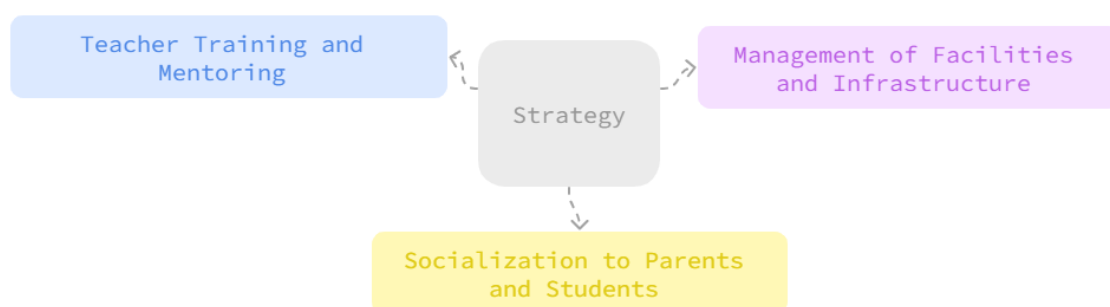 Teacher Training and
Mentoring
Strategy
Management of Facilities
and Infrastructure
Socialization to Parents
and Students